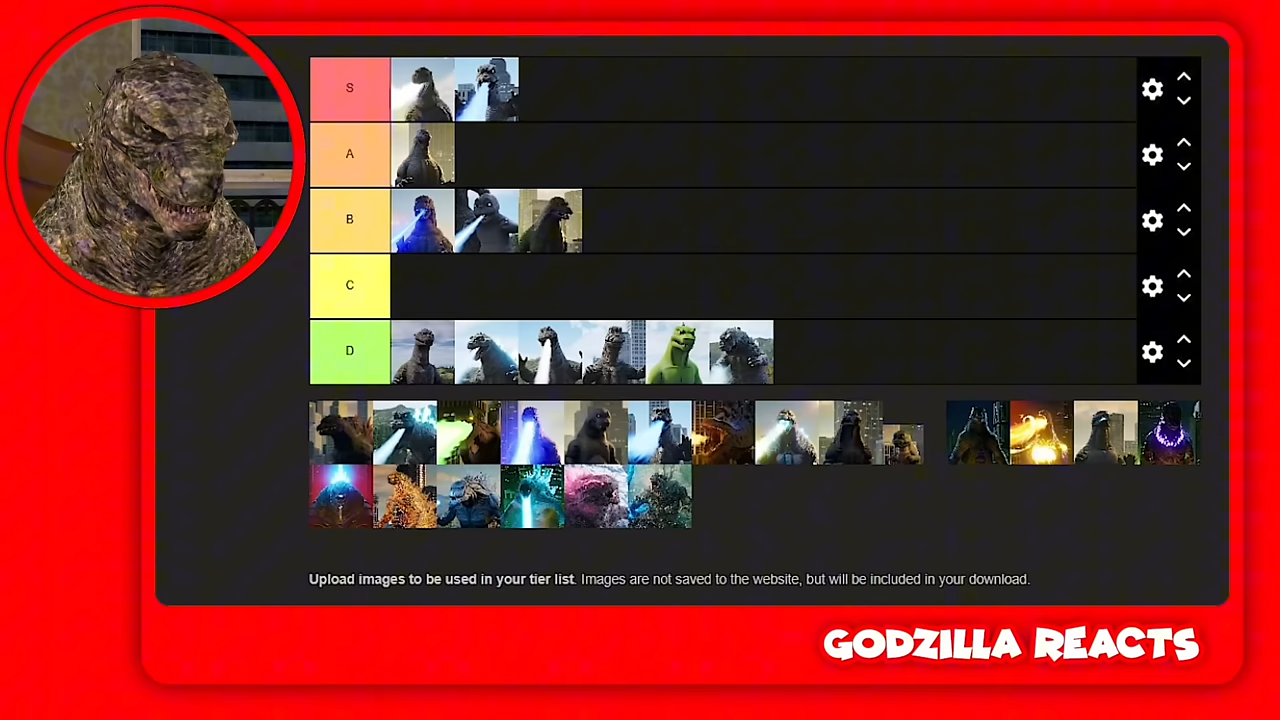 S
A
B
C
D
Upload images to be used in your tier list. Images are not saved to the website, but will be included in your download.
GODZILLA REACTS